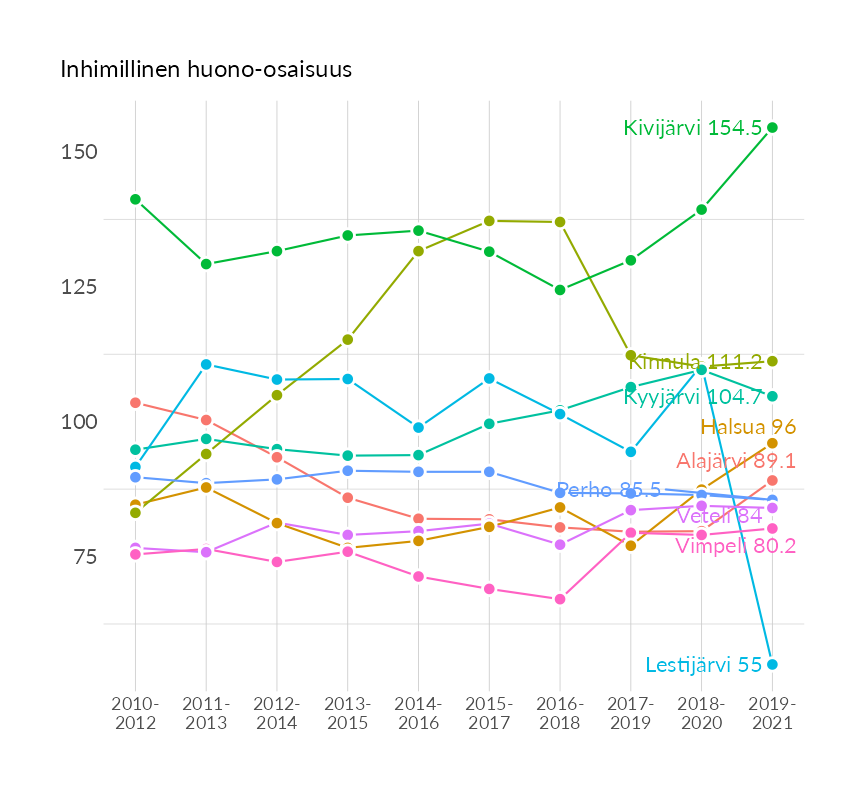 Inhimillinen huono-osaisuus
150
125
100
75
Kivijärvi 154.5
Kinnula 111.2
Kyyjärvi 104.7
Halsua 96
Alajärvi 89.1
Perho 85.5
Veteli 84
Vimpeli 80.2
Lestijärvi 55
2010- 2011- 2012- 2013- 2014- 2015- 2016- 2017- 2018- 2019-
2012 2013 2014 2015 2016 2017 2018 2019 2020 2021